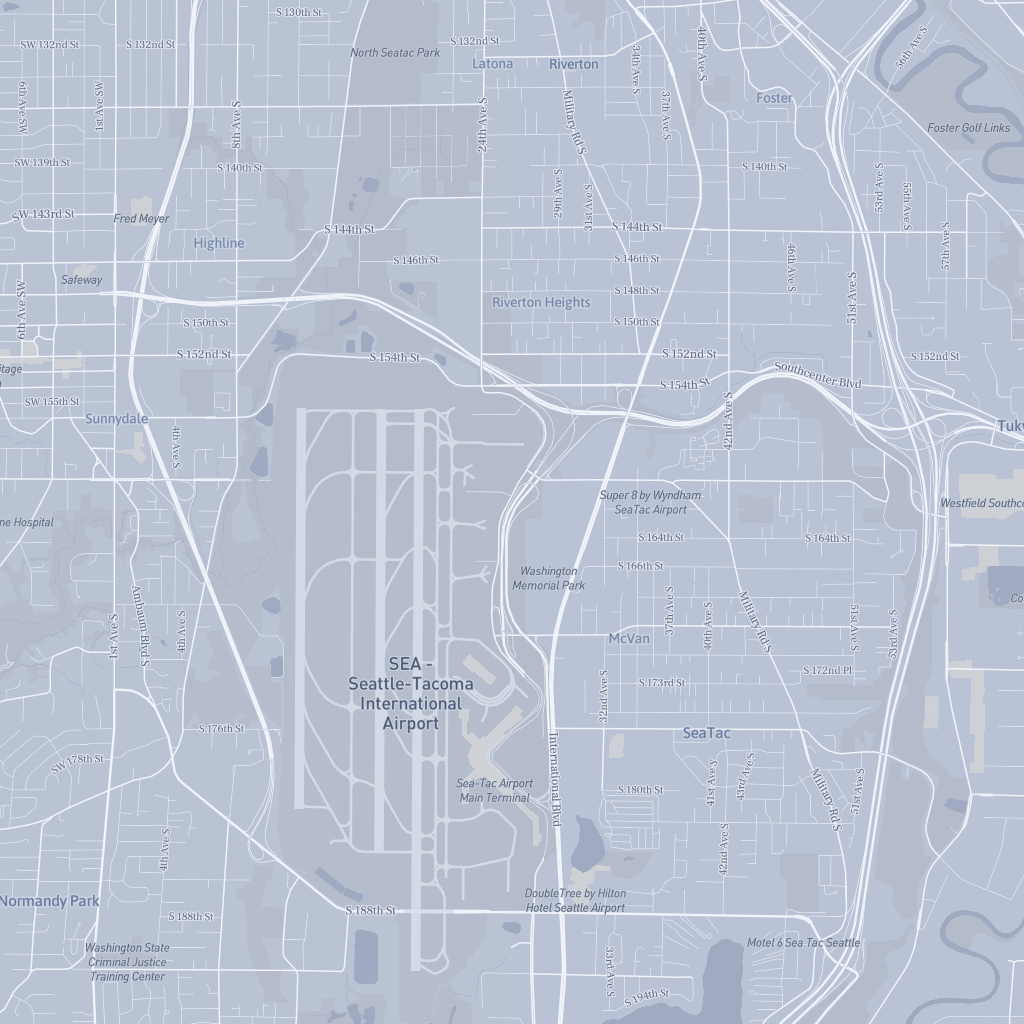 S 130th St
SW 132nd St
S 132nd St
North Seatac Park
S 132nd St
Latona
Riverton
34th Ave S
40th Ave S
56th Ave S
6th Ave SW
1st Ave SW
8th Ave S
24th Ave S
Military Rd S
37th Ave S
Foster
Foster Golf Links
SW 139th St
S 140th St
S 140th St
29th Ave S
31st Ave S
53rd Ave S
55th Ave S
SW 143rd St
Fred Meyer
S 144th St
S 144th St
57th Ave S
Highline
S 146th St
S 146th St
46th Ave S
Safeway
6th Ave SW
Riverton Heights
S 148th St
51st Ave S
S 150th St
S 150th St
S 152nd St
S 154th St
S 152nd St
S 152nd St
Southcenter Blvd
S 154th St
SW 155th St
Sunnydale
4th Ave S
42nd Ave S
Super 8 by Wyndham
SeaTac Airport
Westfield
S 164th St
S 164th St
S 166th St
Washington
Memorial Park
1st Ave S
Ambaum Blvd S
4th Ave S
37th Ave S
40th Ave S
Military Rd S
51st Ave S
53rd Ave S
McVan
SEA -
Seattle-Tacoma
International
Airport
S 172nd Pl
S 173rd St
32nd Ave S
S 176th St
SeaTac
SW 178th St
International Blvd
Sea-Tac Airport
Main Terminal
S 180th St
41st Ave S
43rd Ave S
Military Rd S
51st Ave S
4th Ave S
42nd Ave S
Normandy Park
DoubleTree by Hilton
Hotel Seattle Airport
S 188th St
S 188th St
Motel 6 Sea Tac Seattle
Washington State
Criminal Justice
Training Center
33rd Ave S
S 194th St